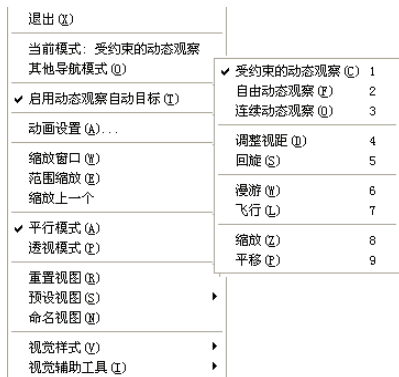 退出(X)
当前模式: 受约束的动态观察
其他导航模式(O)
✓ 启用动态观察自动目标(T)
动画设置(A)...
缩放窗口(W)
范围缩放(E)
缩放上一个
✓ 平行模式(A)
透视模式(P)
重置视图(R)
预设视图(S)
命名视图(N)
视觉样式(V)
视觉辅助工具(I)
✓ 受约束的动态观察(C) 1
自由动态观察(F) 2
连续动态观察(O) 3
调整视距(D) 4
回旋(S) 5
漫游(W) 6
飞行(L) 7
缩放(Z) 8
平移(P) 9